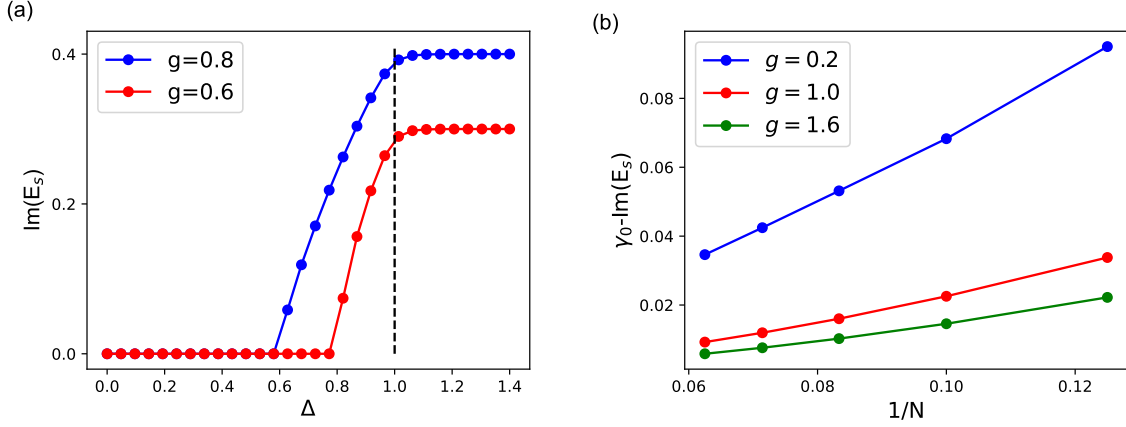 (a)
g=0.8
g=0.6
Im(E_s)
0.4
0.2
0.0
0.0 0.2 0.4 0.6 0.8 1.0 1.2 1.4
Δ
(b)
g = 0.2
g = 1.0
g = 1.6
γ₀-Im(E_s)
0.08
0.06
0.04
0.02
0.06 0.08 0.10 0.12
1/N